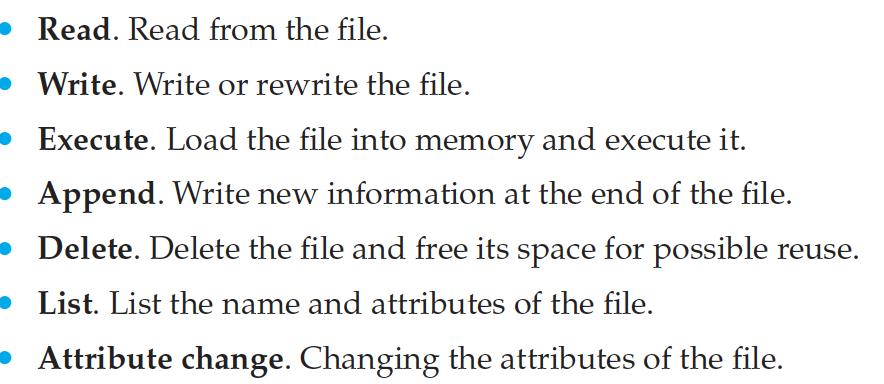 • Read. Read from the file.
• Write. Write or rewrite the file.
• Execute. Load the file into memory and execute it.
• Append. Write new information at the end of the file.
• Delete. Delete the file and free its space for possible reuse.
• List. List the name and attributes of the file.
• Attribute change. Changing the attributes of the file.